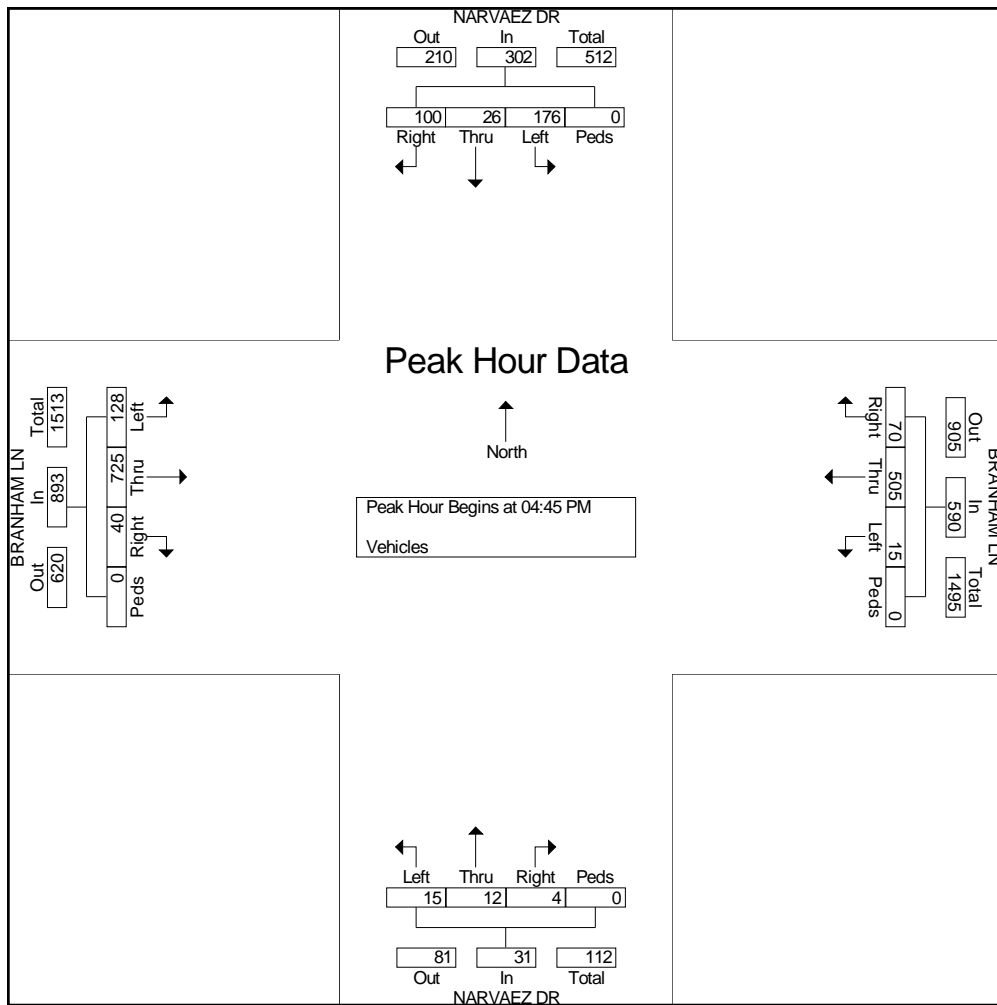 NARVAEZ DR
Out In Total
210 302 512
100 26 176 0
Right Thru Left Peds
Peak Hour Data
North
Peak Hour Begins at 04:45 PM
Vehicles
BRANHAM LN
Total In Out
1513 893 620
128 725 40 0
Left Thru Right Peds
BRANHAM LN
Out In Total
905 590 1495
70 505 15 0
Right Thru Left Peds
Left Thru Right Peds
15 12 4 0
81 31 112
Out In Total
NARVAEZ DR